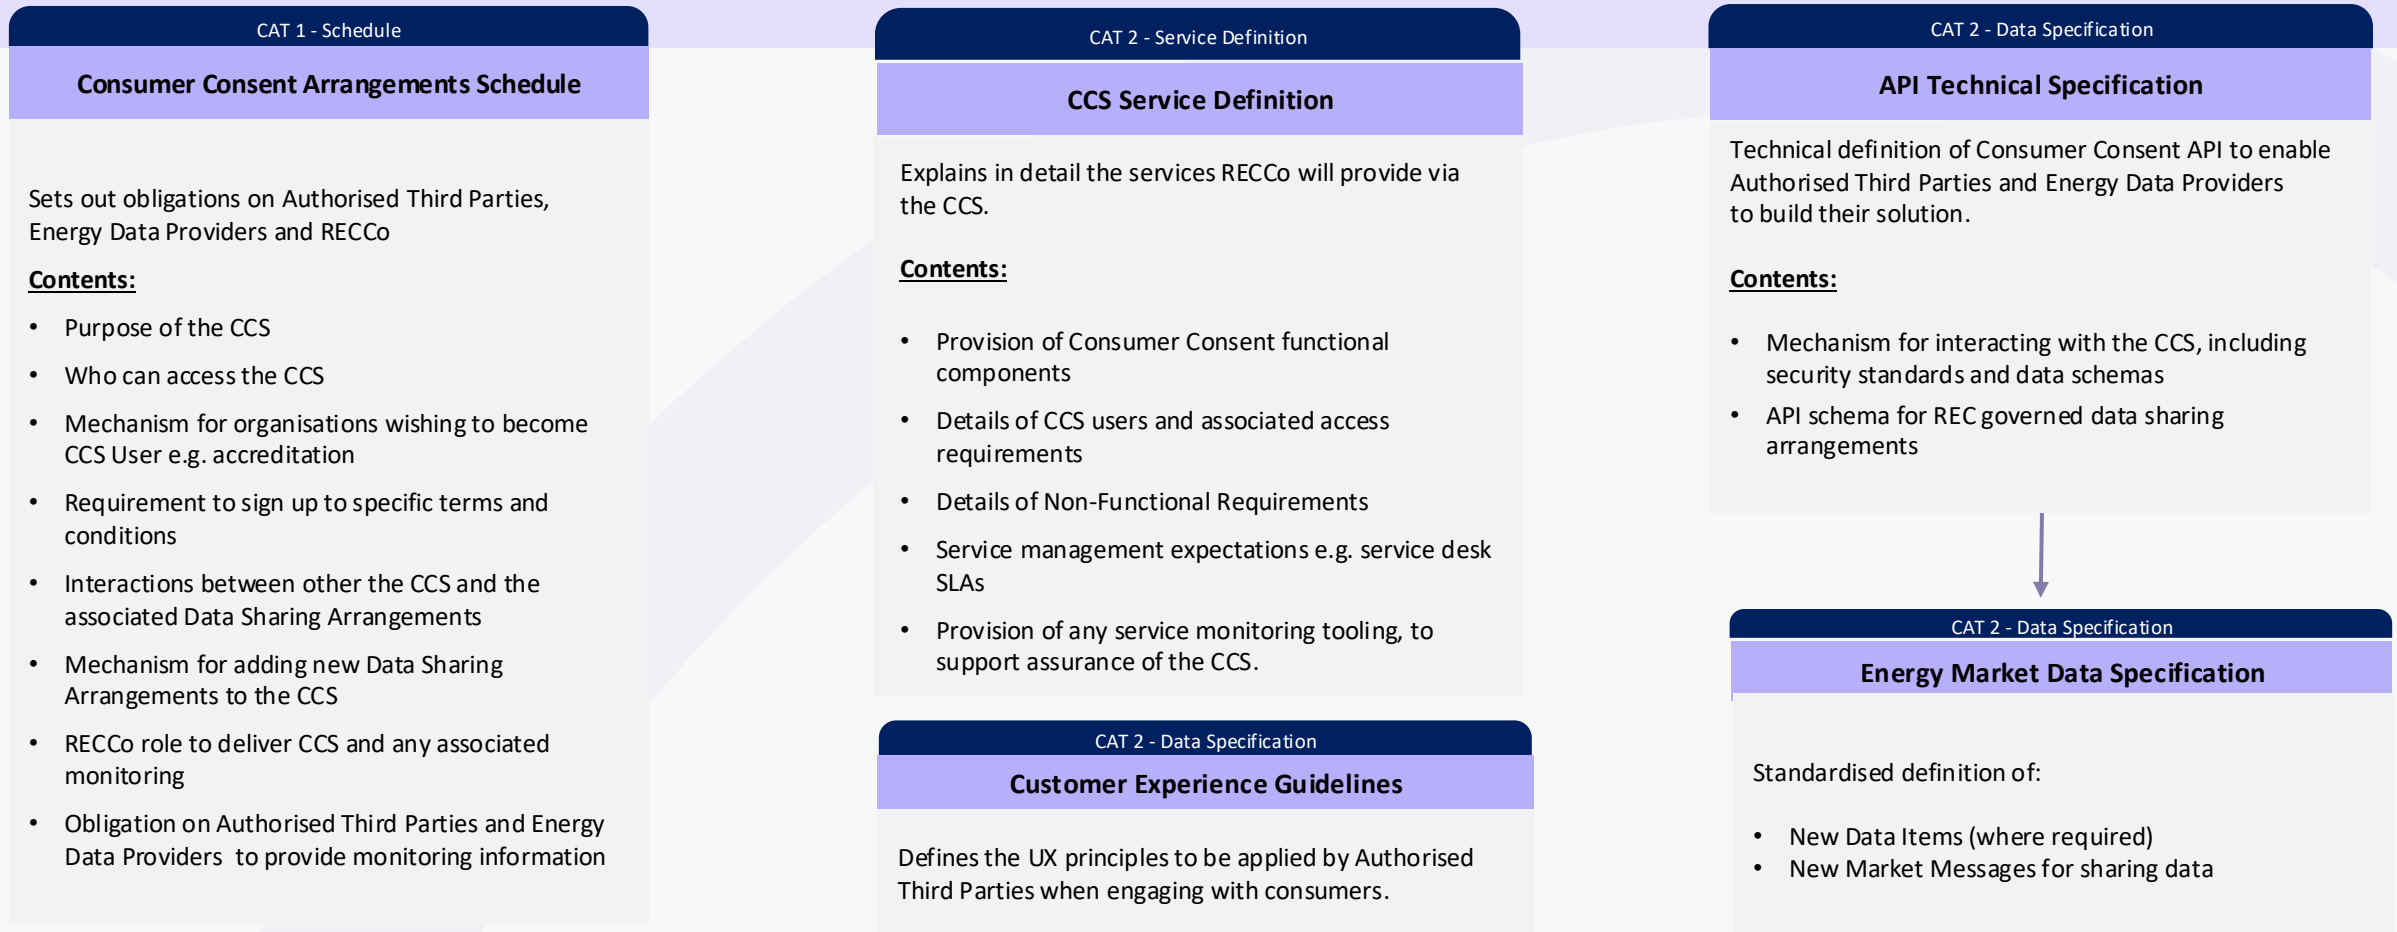 CAT 1 - Schedule
Consumer Consent Arrangements Schedule
Sets out obligations on Authorised Third Parties,
Energy Data Providers and RECCo
Contents:
• Purpose of the CCS
• Who can access the CCS
• Mechanism for organisations wishing to become
CCS User e.g. accreditation
• Requirement to sign up to specific terms and
conditions
• Interactions between other the CCS and the
associated Data Sharing Arrangements
• Mechanism for adding new Data Sharing
Arrangements to the CCS
• RECCo role to deliver CCS and any associated
monitoring
• Obligation on Authorised Third Parties and Energy
Data Providers to provide monitoring information
CAT 2 - Service Definition
CCS Service Definition
Explains in detail the services RECCo will provide via
the CCS.
Contents:
• Provision of Consumer Consent functional
components
• Details of CCS users and associated access
requirements
• Details of Non-Functional Requirements
• Service management expectations e.g. service desk
SLAs
• Provision of any service monitoring tooling, to
support assurance of the CCS.
CAT 2 - Data Specification
Customer Experience Guidelines
Defines the UX principles to be applied by Authorised
Third Parties when engaging with consumers.
CAT 2 - Data Specification
API Technical Specification
Technical definition of Consumer Consent API to enable
Authorised Third Parties and Energy Data Providers
to build their solution.
Contents:
• Mechanism for interacting with the CCS, including
security standards and data schemas
• API schema for REC governed data sharing
arrangements
CAT 2 - Data Specification
Energy Market Data Specification
Standardised definition of:
• New Data Items (where required)
• New Market Messages for sharing data